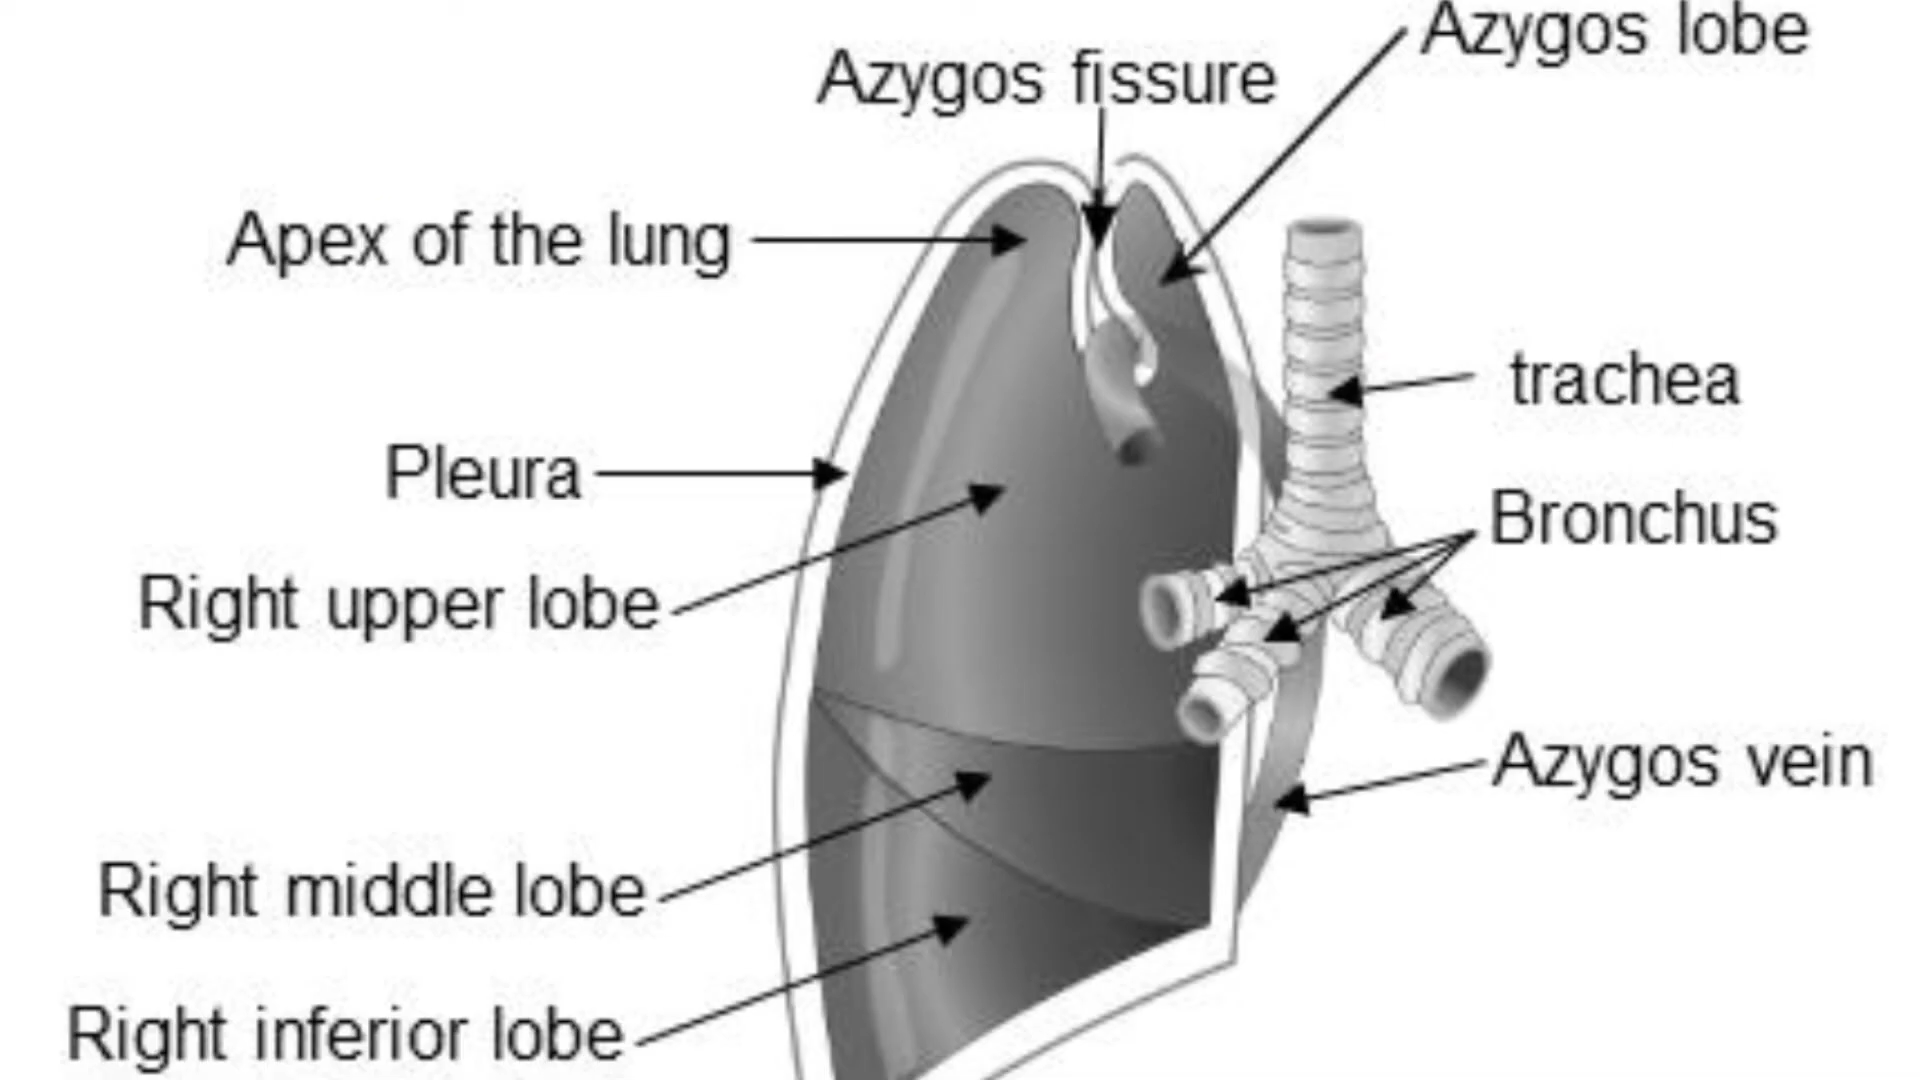 Azygos lobe
Azygos fissure
Apex of the lung
trachea
Pleura
Bronchus
Right upper lobe
Azygos vein
Right middle lobe
Right inferior lobe